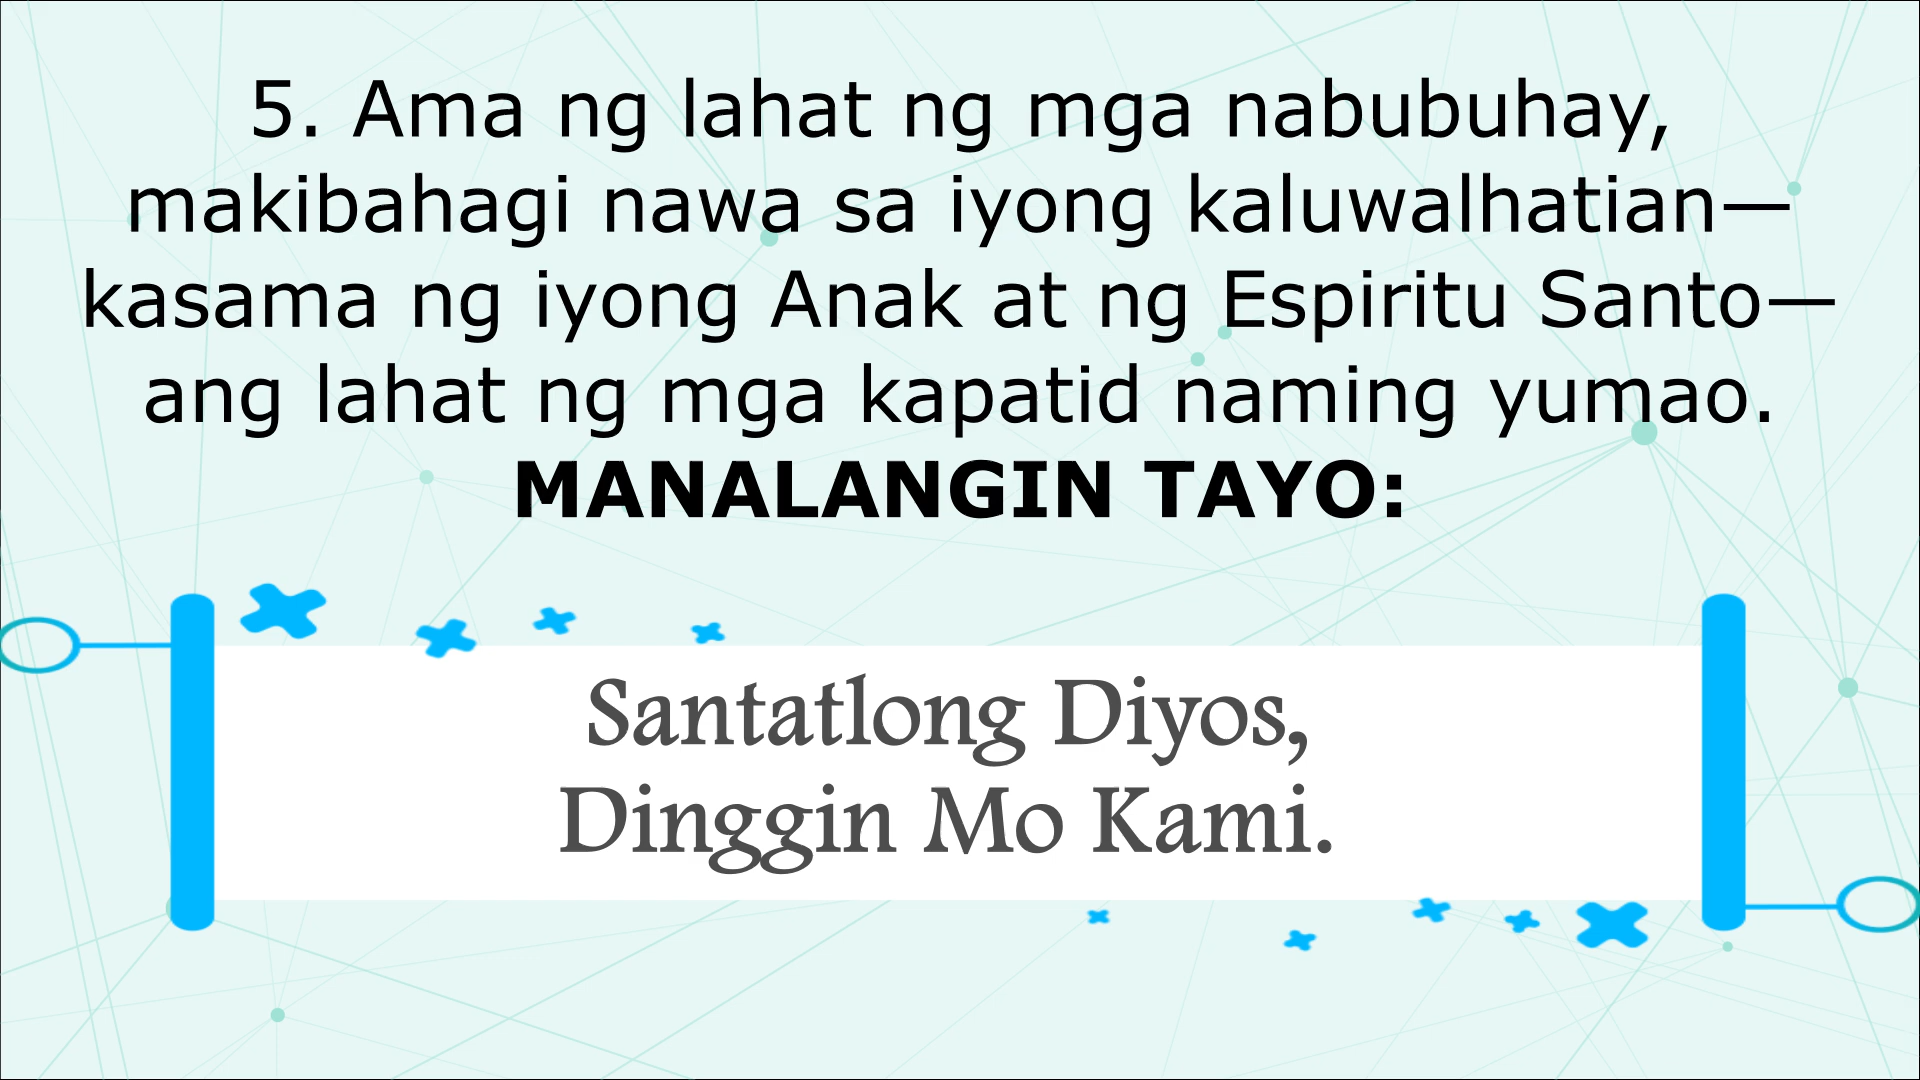 5. Ama ng lahat ng mga nabubuhay,
makibahagi nawa sa iyong kaluwalhatian—
kasama ng iyong Anak at ng Espiritu Santo—
ang lahat ng mga kapatid naming yumao.
MANALANGIN TAYO:
Santatlong Diyos,
Dinggin Mo Kami.